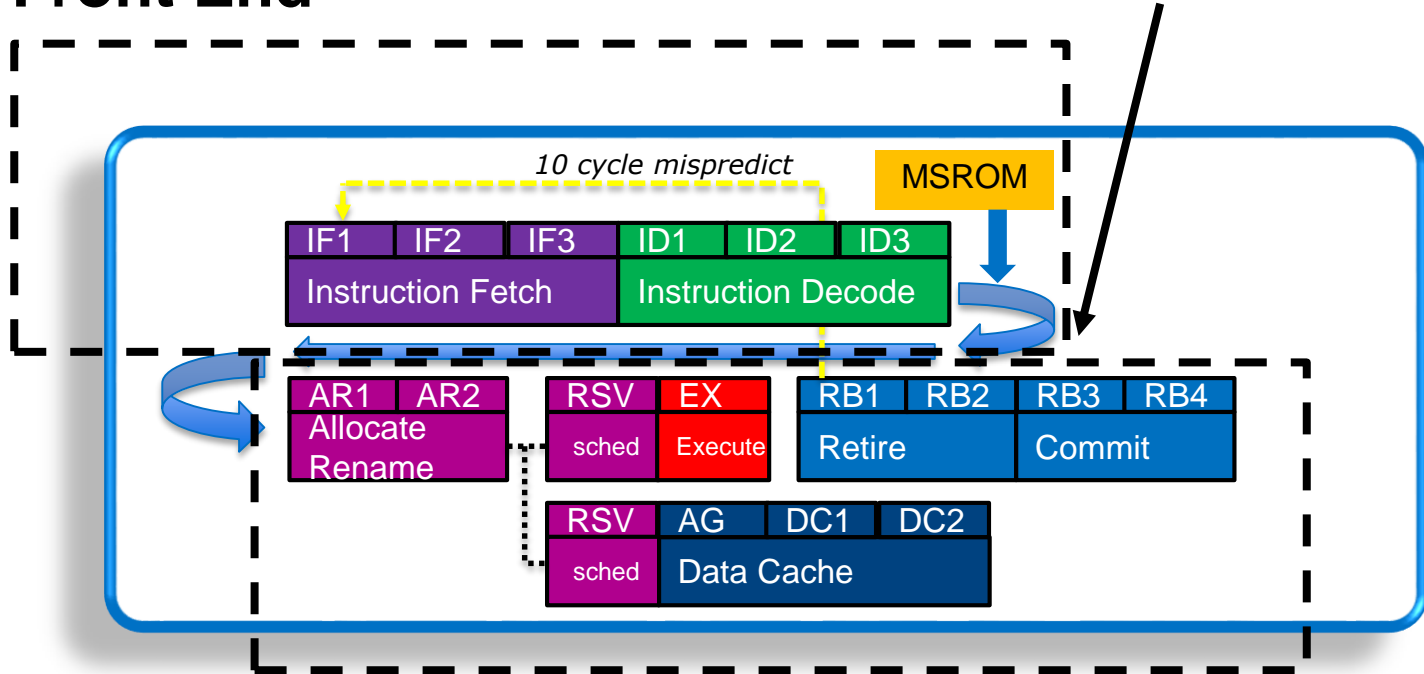 Front End
10 cycle mispredict
MSROM
IF1 IF2 IF3 ID1 ID2 ID3
Instruction Fetch Instruction Decode
AR1 AR2 RSV EX RB1 RB2 RB3 RB4
Allocate
Rename
sched Execute Retire Commit
RSV AG DC1 DC2
sched Data Cache